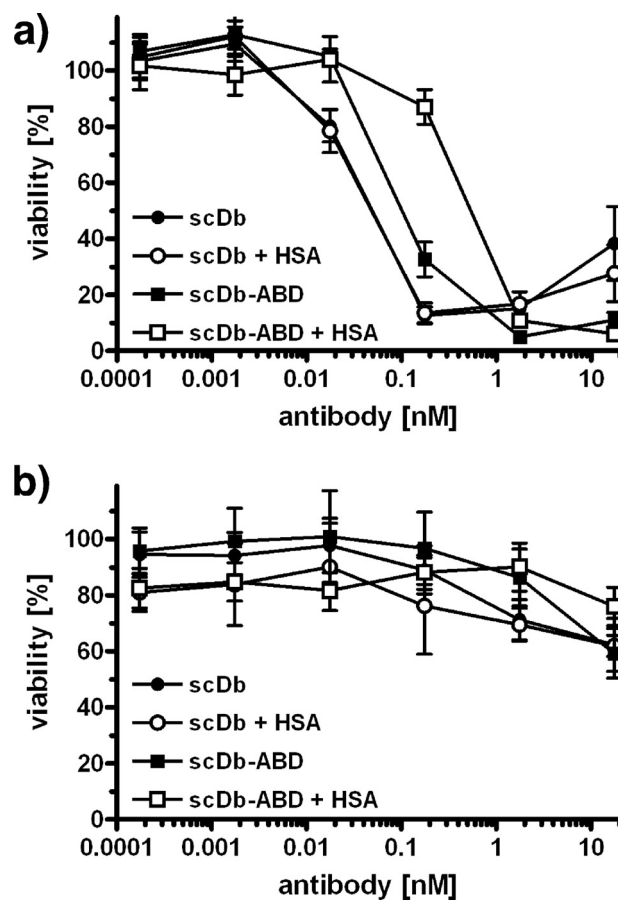 a)
viability [%]
100
80
60
40
20
0
scDb
scDb + HSA
scDb-ABD
scDb-ABD + HSA
0.0001 0.001 0.01 0.1 1 10
antibody [nM]
b)
viability [%]
100
80
60
40
20
0
scDb
scDb + HSA
scDb-ABD
scDb-ABD + HSA
0.0001 0.001 0.01 0.1 1 10
antibody [nM]